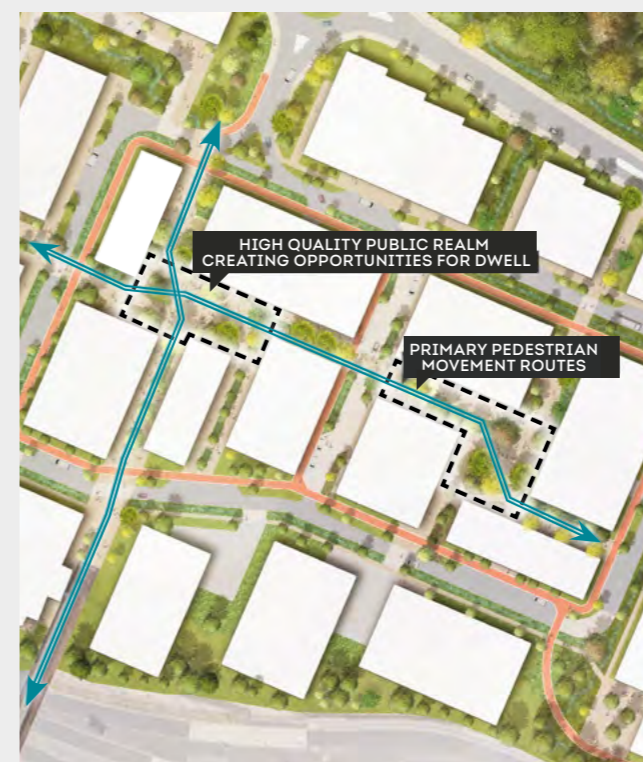 HIGH QUALITY PUBLIC REALM
CREATING OPPORTUNITIES FOR DWELL
PRIMARY PEDESTRIAN
MOVEMENT ROUTES